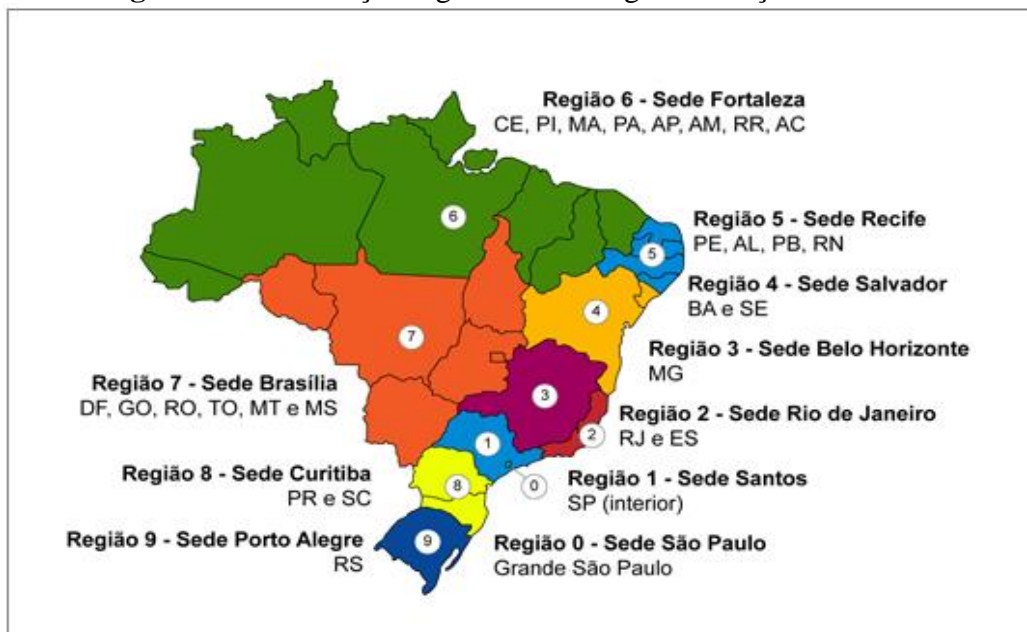 Região 6 - Sede Fortaleza
CE, PI, MA, PA, AP, AM, RR, AC
6
Região 5 - Sede Recife
PE, AL, PB, RN
5
Região 4 - Sede Salvador
BA e SE
4
7
Região 3 - Sede Belo Horizonte
MG
Região 7 - Sede Brasília
DF, GO, RO, TO, MT e MS
3
Região 2 - Sede Rio de Janeiro
RJ e ES
2
1
Região 8 - Sede Curitiba
PR e SC
8
0
Região 1 - Sede Santos
SP (interior)
Região 9 - Sede Porto Alegre
RS
9
Região 0 - Sede São Paulo
Grande São Paulo